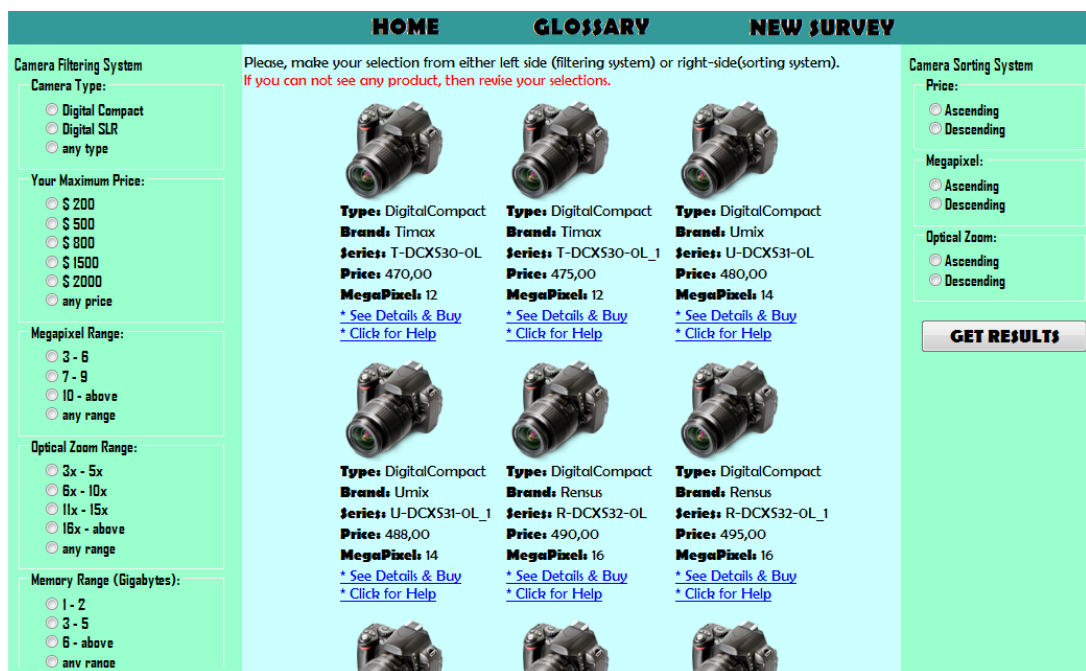 HOME GLOSSARY NEW SURVEY
Camera Filtering System
Camera Type:
Digital Compact
Digital SLR
any type
Your Maximum Price:
$ 200
$ 500
$ 800
$ 1500
$ 2000
any price
Megapixel Range:
3 - 6
7 - 9
10 - above
any range
Optical Zoom Range:
3x - 5x
6x - 10x
11x - 15x
16x - above
any range
Memory Range (Gigabytes):
1 - 2
3 - 5
6 - above
any range
Please, make your selection from either left side (filtering system) or right-side(sorting system).
If you can not see any product, then revise your selections.
Type: DigitalCompact
Brand: Timax
Series: T-DCX530-0L
Price: 470,00
MegaPixel: 12
* See Details & Buy
* Click for Help
Type: DigitalCompact
Brand: Timax
Series: T-DCX530-0L_1
Price: 475,00
MegaPixel: 12
* See Details & Buy
* Click for Help
Type: DigitalCompact
Brand: Umix
Series: U-DCX531-0L
Price: 480,00
MegaPixel: 14
* See Details & Buy
* Click for Help
Type: DigitalCompact
Brand: Umix
Series: U-DCX531-0L_1
Price: 488,00
MegaPixel: 14
* See Details & Buy
* Click for Help
Type: DigitalCompact
Brand: Rensus
Series: R-DCX532-0L
Price: 490,00
MegaPixel: 16
* See Details & Buy
* Click for Help
Type: DigitalCompact
Brand: Rensus
Series: R-DCX532-0L_1
Price: 495,00
MegaPixel: 16
* See Details & Buy
* Click for Help
Camera Sorting System
Price:
Ascending
Descending
Megapixel:
Ascending
Descending
Optical Zoom:
Ascending
Descending
GET RESULTS